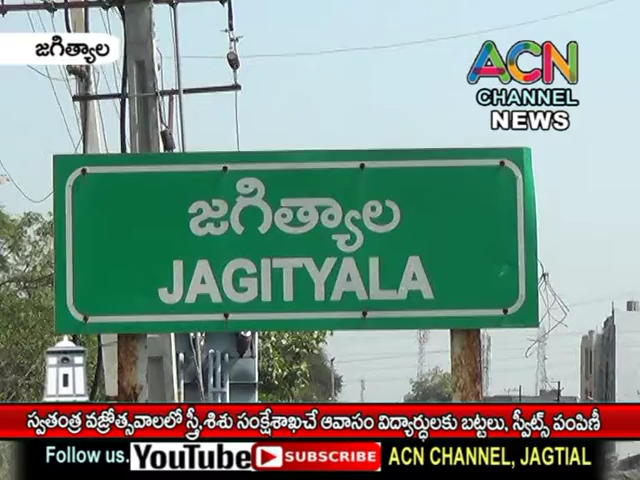 జగిత్యాల
ACN
CHANNEL
NEWS
జగిత్యాల
JAGITYALA
స్వతంత్ర వజ్రోత్సవాలలో స్త్రీ,శిశు సంక్షేశాఖచే ఆవాసం విద్యార్ధులకు బట్టలు, స్వీట్స్ పంపిణీ
Follow us. YouTube SUBSCRIBE ACN CHANNEL, JAGTIAL